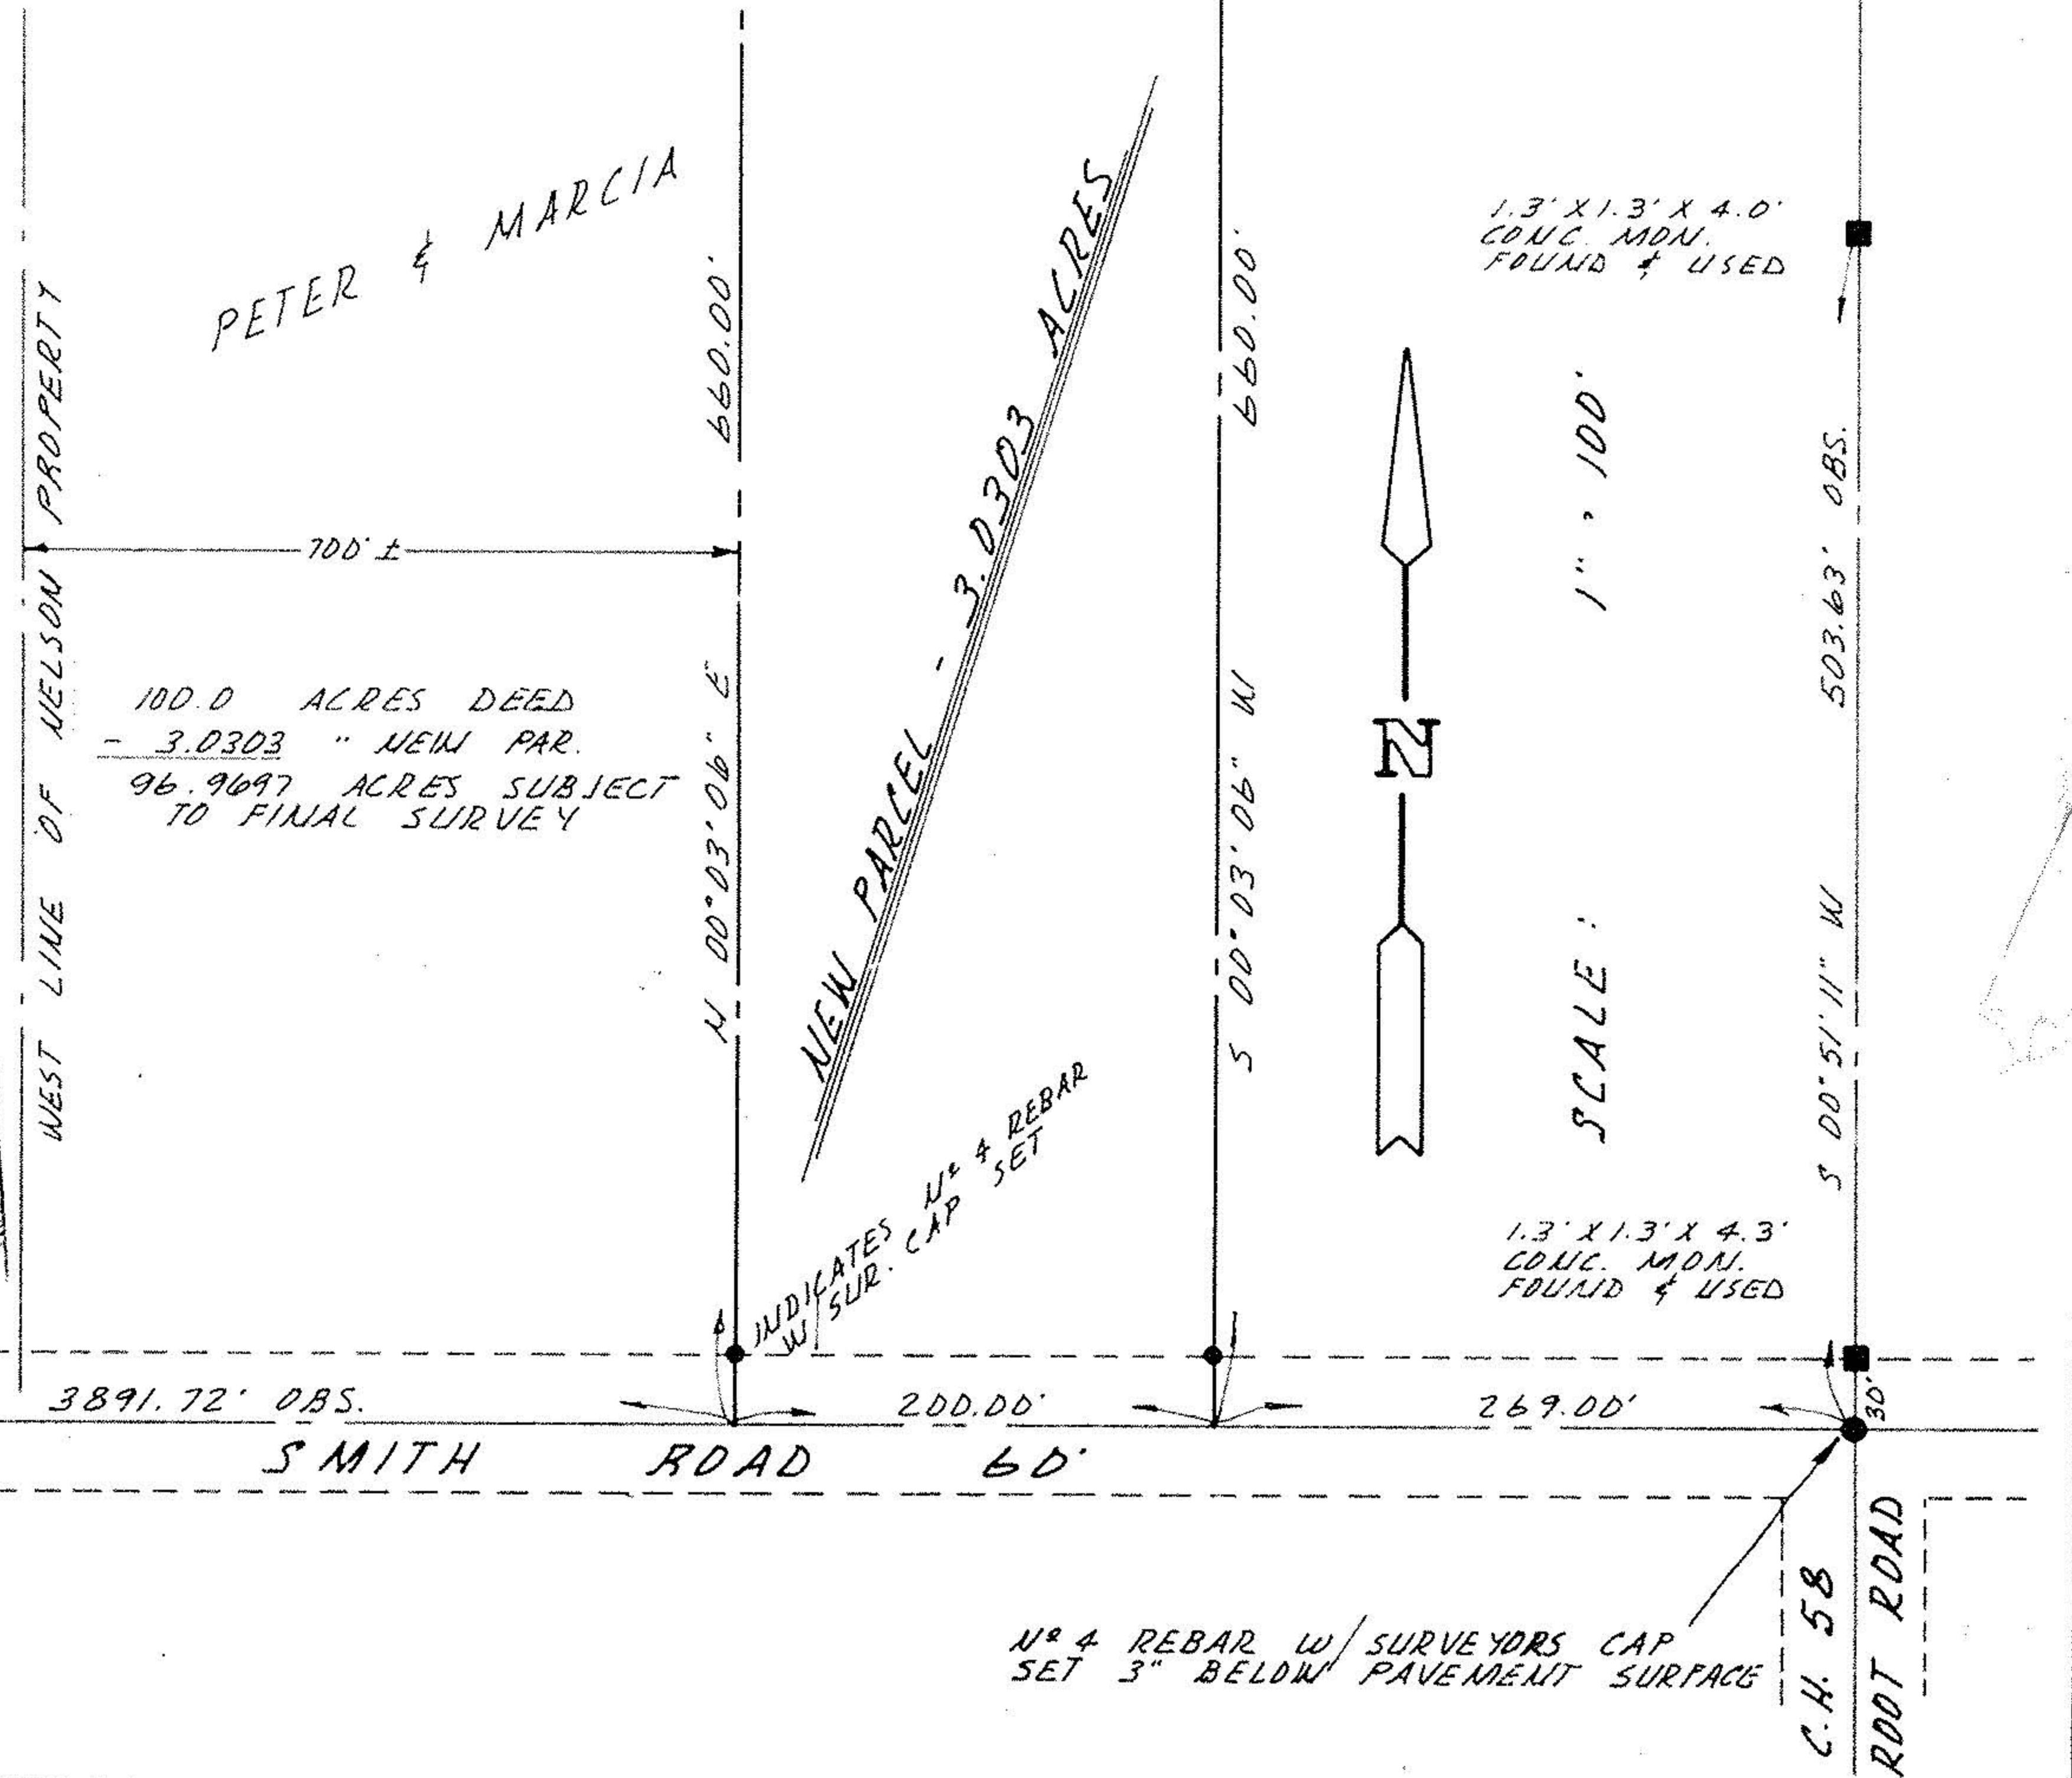 PETER & MARCIA
WEST LINE OF NELSON PROPERTY
700' ±
100.0 ACRES DEED
- 3.0303 " NEW PAR.
96.9697 ACRES SUBJECT
TO FINAL SURVEY
N 00° 03' 06" E 660.00'
NEW PARCEL - 3.0303 ACRES
S 00° 03' 06" W 660.00'
N
SCALE : 1" = 100'
1.3' X 1.3' X 4.0'
CONC. MON.
FOUND & USED
S 00° 51' 11" W 503.63' OBS.
INDICATES Nº 4 REBAR
W/SUR. CAP SET
1.3' X 1.3' X 4.3'
CONC. MON.
FOUND & USED
3891.72' OBS.
200.00'
269.00'
30'
SMITH ROAD 60'
Nº 4 REBAR W/ SURVEYORS CAP
SET 3" BELOW PAVEMENT SURFACE
C.H. 58
ROOT ROAD